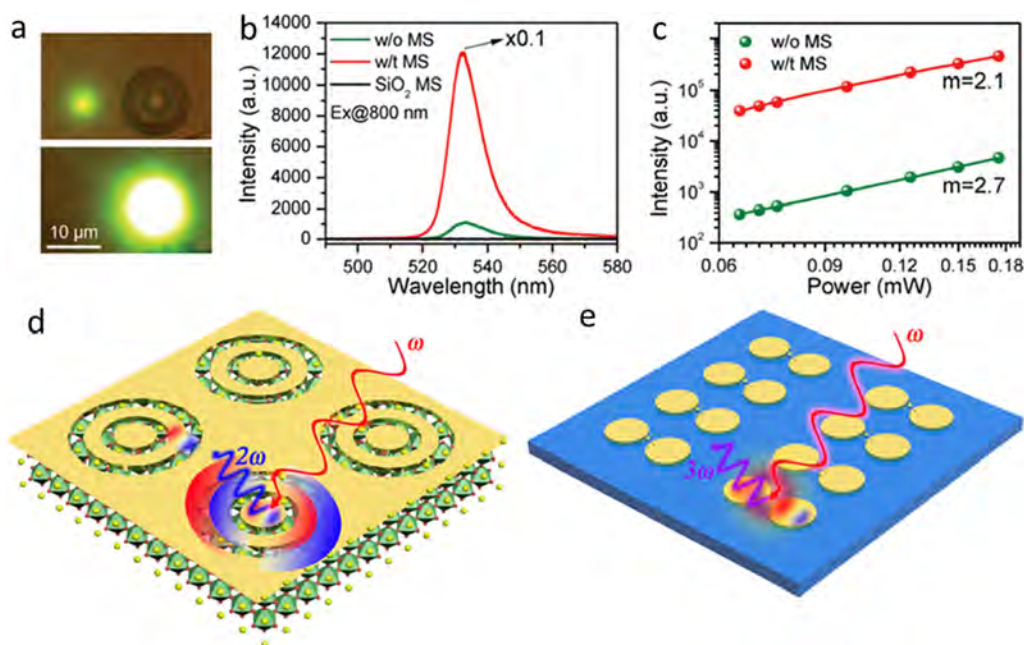 a
10 μm
b
14000
12000
10000
8000
6000
4000
2000
0
Intensity (a.u.)
w/o MS
w/t MS
SiO₂ MS
Ex@800 nm
x0.1
500
520
540
560
580
Wavelength (nm)
c
w/o MS
w/t MS
10⁵
10⁴
10³
10²
Intensity (a.u.)
m=2.1
m=2.7
0.06
0.09
0.12
0.15
0.18
Power (mW)
d
ω
2ω
e
ω
3ω